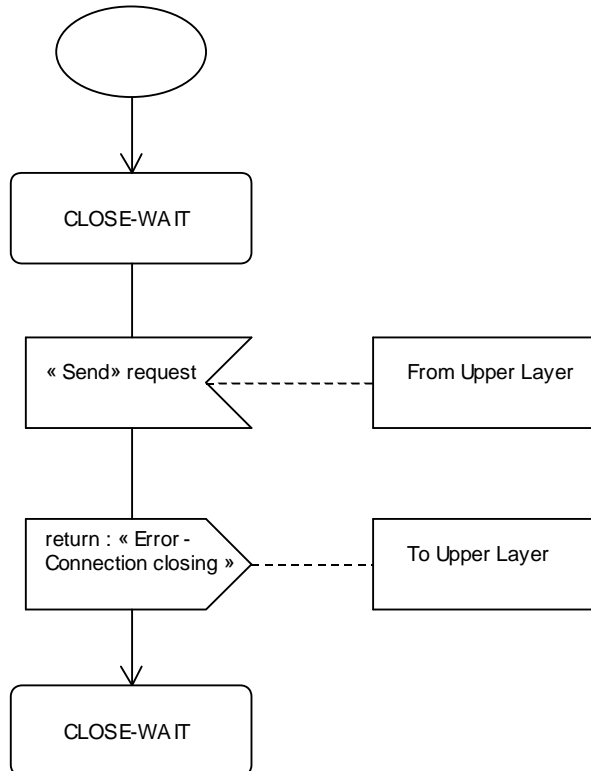 CLOSE-WAIT
« Send» request
From Upper Layer
return : « Error -
Connection closing »
To Upper Layer
CLOSE-WAIT